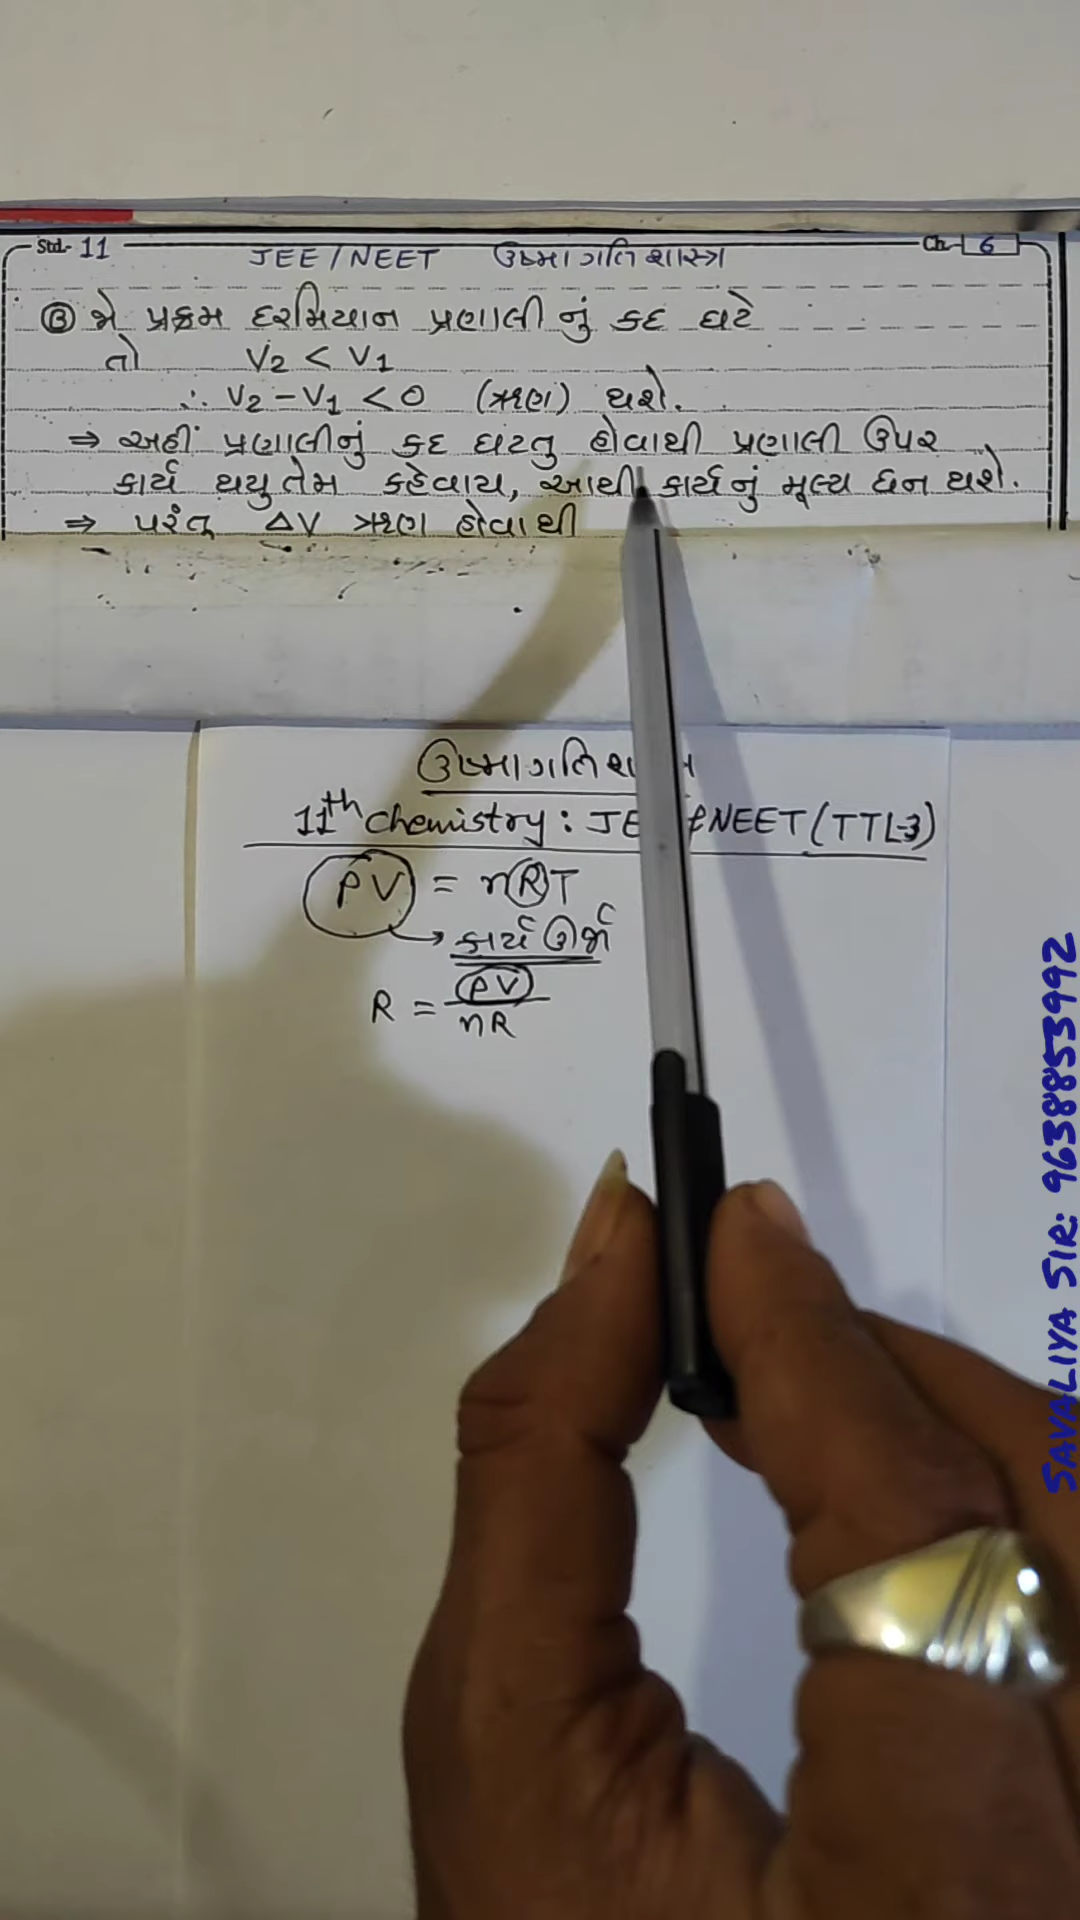 Std.- 11 JEE/NEET ઉષ્માગતિશાસ્ત્ર Ch.- 6
Ⓑ જો પ્રક્રમ દરમિયાન પ્રણાલીનું કદ ઘટે
તો V₂ < V₁
∴ V₂ - V₁ < 0 (ઋણ) થશે.
⇒ અહીં પ્રણાલીનું કદ ઘટતુ હોવાથી પ્રણાલી ઉપર
કાર્ય થયુ તેમ કહેવાય, આથી કાર્યનું મૂલ્ય ધન થશે.
⇒ પરંતુ ΔV ઋણ હોવાથી
ઉષ્માગતિશા
11th chemistry: JE & NEET (TTL-3)
PV = nRT
→ કાર્ય ઊર્જા
R = PV
nR
SAVALIYA SIR: 9638853992